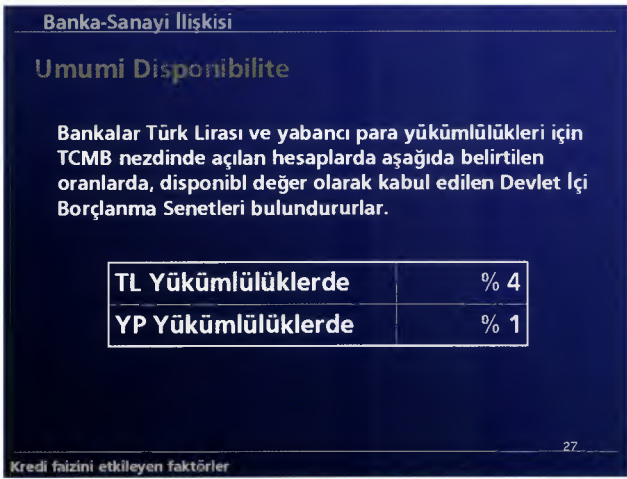 Banka-Sanayi İlişkisi
Umumi Disponibilite
Bankalar Türk Lirası ve yabancı para yükümlülükleri için
TCMB nezdinde açılan hesaplarda aşağıda belirtilen
oranlarda, disponibl değer olarak kabul edilen Devlet İçi
Borçlanma Senetleri bulundururlar.
TL Yükümlülüklerde % 4
YP Yükümlülüklerde % 1
27
Kredi faizini etkileyen faktörler